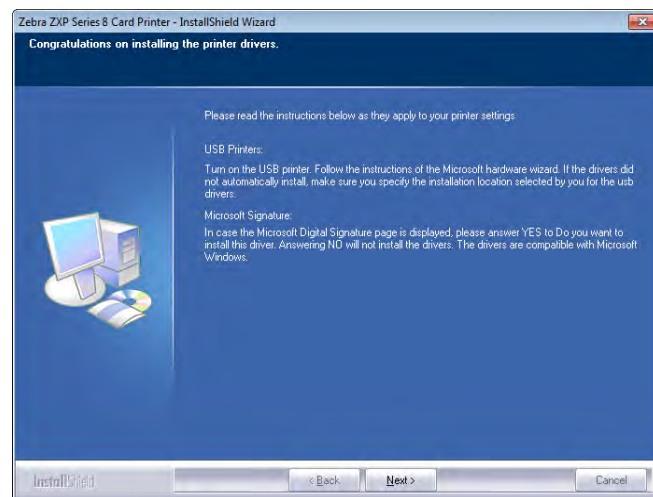 Zebra ZXP Series 8 Card Printer - InstallShield Wizard
Congratulations on installing the printer drivers.
Please read the instructions below as they apply to your printer settings
USB Printers:
Turn on the USB printer. Follow the instructions of the Microsoft hardware wizard. If the drivers did
not automatically install, make sure you specify the installation location selected by you for the usb
drivers.
Microsoft Signature:
In case the Microsoft Digital Signature page is displayed, please answer YES to Do you want to
install this driver. Answering NO will not install the drivers. The drivers are compatible with Microsoft
Windows.
InstallShield
< Back
Next >
Cancel